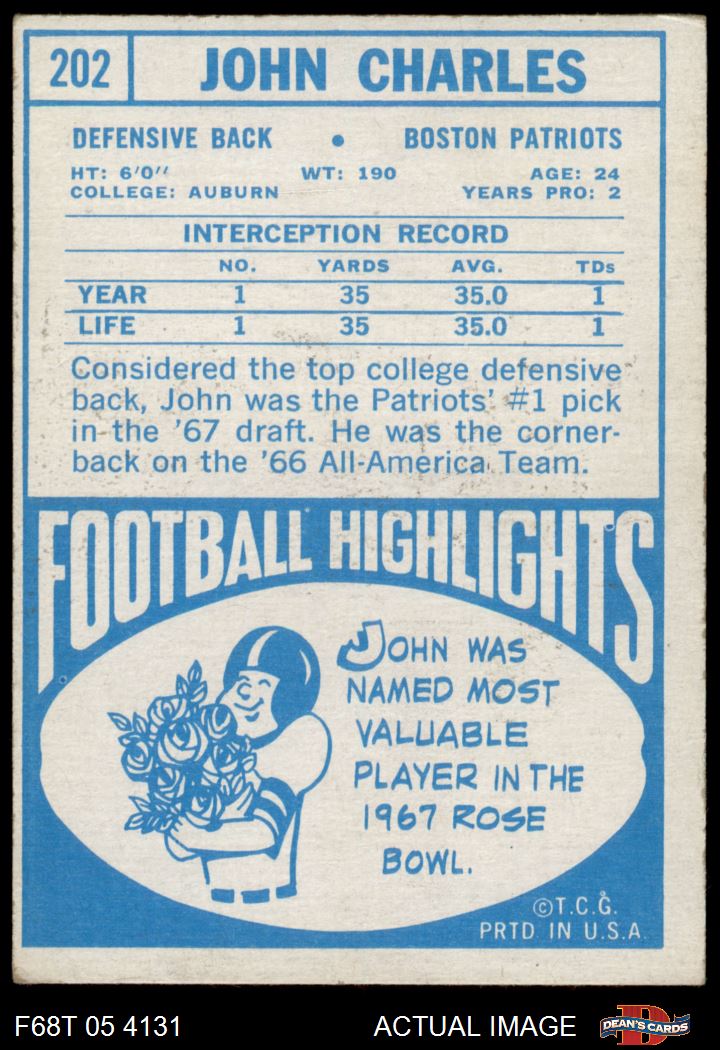 202 JOHN CHARLES
DEFENSIVE BACK • BOSTON PATRIOTS
HT: 6'0" WT: 190 AGE: 24
COLLEGE: AUBURN YEARS PRO: 2
INTERCEPTION RECORD
NO. YARDS AVG. TDs
YEAR 1 35 35.0 1
LIFE 1 35 35.0 1
Considered the top college defensive
back, John was the Patriots' #1 pick
in the '67 draft. He was the corner-
back on the '66 All-America Team.
FOOTBALL HIGHLIGHTS
JOHN WAS
NAMED MOST
VALUABLE
PLAYER IN THE
1967 ROSE
BOWL.
©T.C.G.
PRTD IN U.S.A.
F68T 05 4131 ACTUAL IMAGE D DEAN'S CARDS